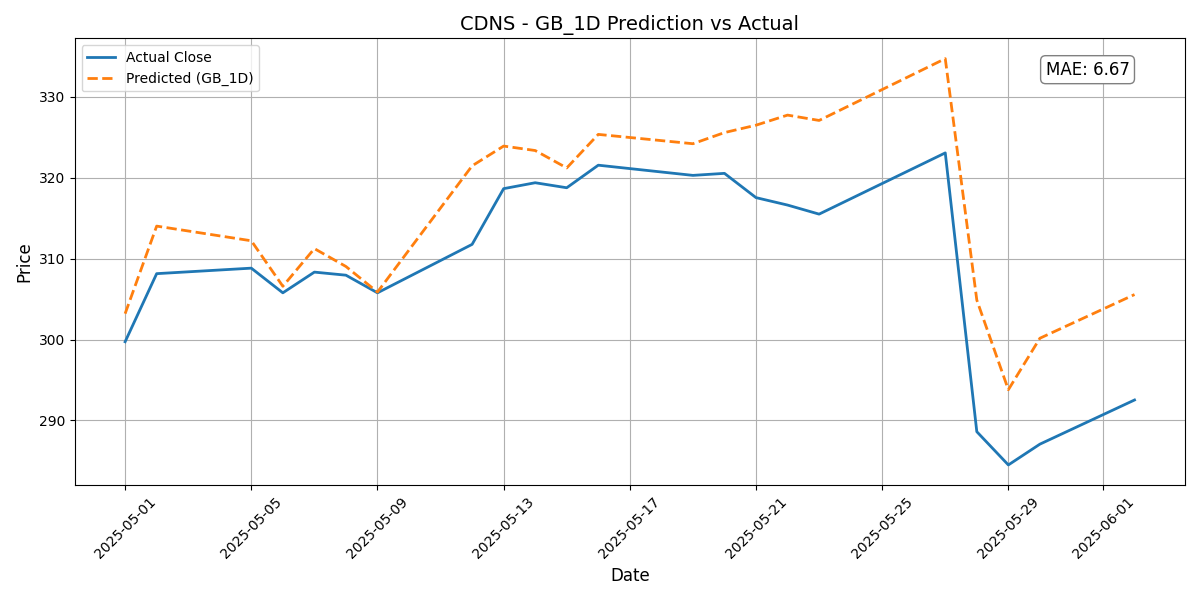 CDNS - GB_1D Prediction vs Actual
Actual Close
Predicted (GB_1D)
MAE: 6.67
Price
330
320
310
300
290
2025-05-01
2025-05-05
2025-05-09
2025-05-13
2025-05-17
2025-05-21
2025-05-25
2025-05-29
2025-06-01
Date